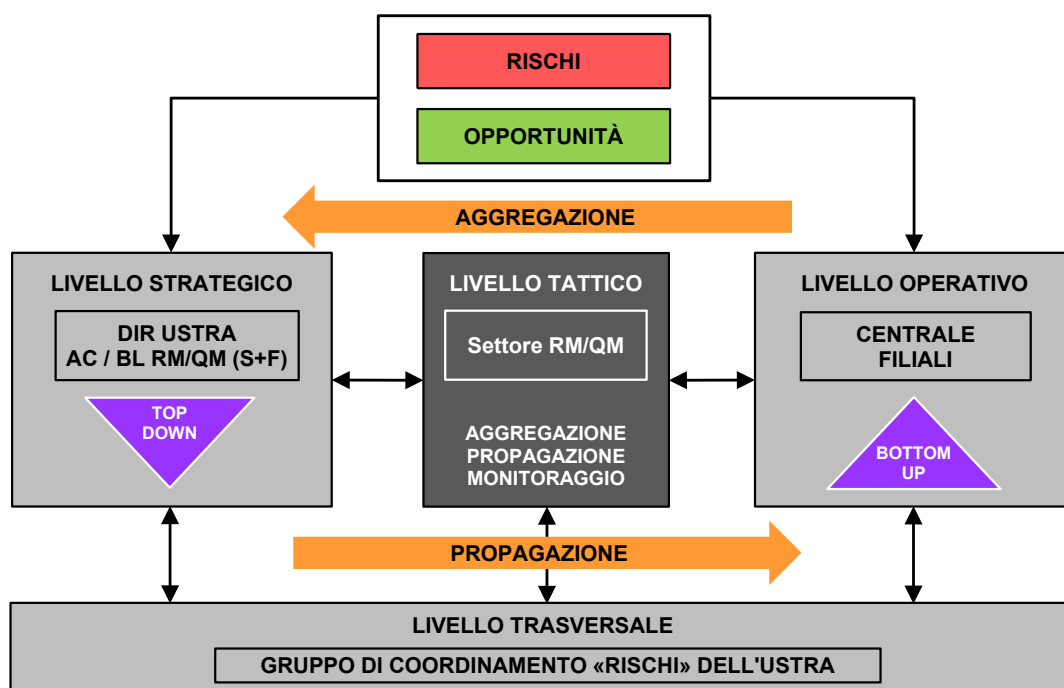 RISCHI
OPPORTUNITÀ
AGGREGAZIONE
LIVELLO STRATEGICO
DIR USTRA
AC / BL RM/QM (S+F)
TOP
DOWN
LIVELLO TATTICO
Settore RM/QM
AGGREGAZIONE
PROPAGAZIONE
MONITORAGGIO
LIVELLO OPERATIVO
CENTRALE
FILIALI
BOTTOM
UP
PROPAGAZIONE
LIVELLO TRASVERSALE
GRUPPO DI COORDINAMENTO «RISCHI» DELL'USTRA